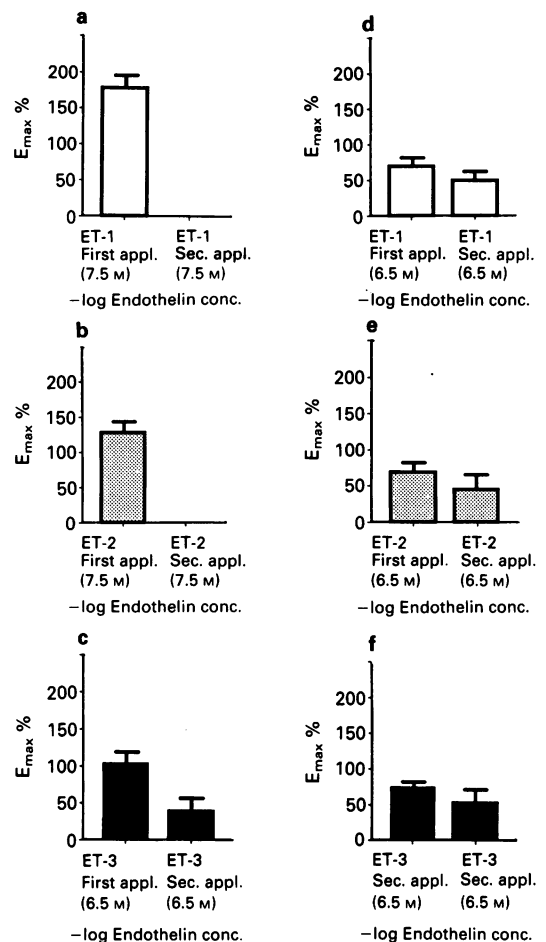 a
E_max %
200
150
100
50
0
ET-1 ET-1
First appl. Sec. appl.
(7.5 M) (7.5 M)
−log Endothelin conc.
b
E_max %
200
150
100
50
0
ET-2 ET-2
First appl. Sec. appl.
(7.5 M) (7.5 M)
−log Endothelin conc.
c
E_max %
200
150
100
50
0
ET-3 ET-3
First appl. Sec. appl.
(6.5 M) (6.5 M)
−log Endothelin conc.
d
E_max %
200
150
100
50
0
ET-1 ET-1
First appl. Sec. appl.
(6.5 M) (6.5 M)
−log Endothelin conc.
e
E_max %
200
150
100
50
0
ET-2 ET-2
First appl. Sec. appl.
(6.5 M) (6.5 M)
−log Endothelin conc.
f
E_max %
200
150
100
50
0
ET-3 ET-3
Sec. appl. Sec. appl.
(6.5 M) (6.5 M)
−log Endothelin conc.